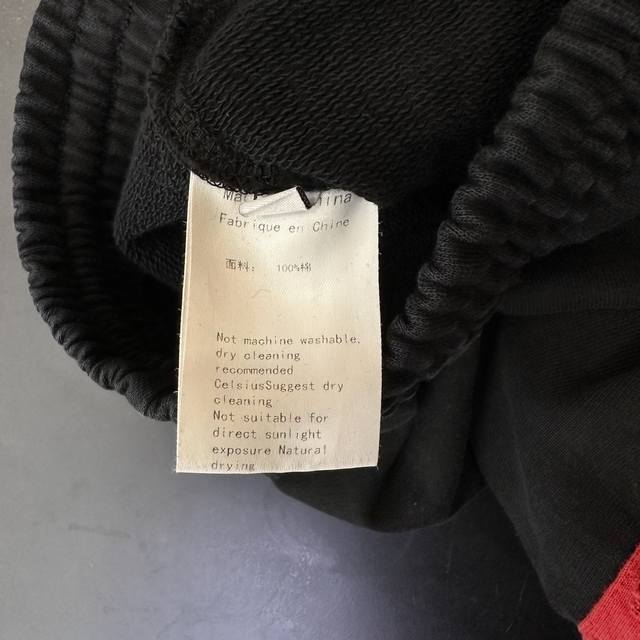 Fabrique en Chine
面料： 100%棉
Not machine washable,
dry cleaning
recommended
CelsiusSuggest dry
cleaning
Not suitable for
direct sunlight
exposure Natural
drying